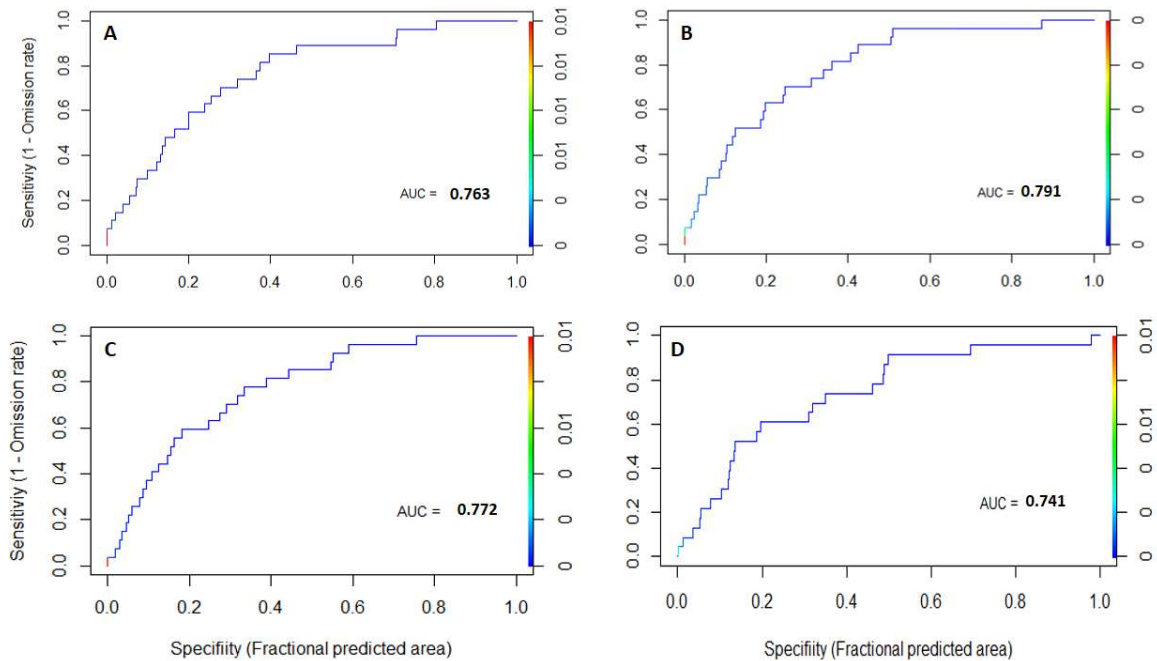 A
Sensitiviy (1 - Omission rate)
0.0 0.2 0.4 0.6 0.8 1.0
AUC = 0.763
0 0 0.01 0.01 0.01 0.01
0.0 0.2 0.4 0.6 0.8 1.0
B
0.0 0.2 0.4 0.6 0.8 1.0
AUC = 0.791
0 0 0 0 0 0
0.0 0.2 0.4 0.6 0.8 1.0
C
Sensitiviy (1 - Omission rate)
0.0 0.2 0.4 0.6 0.8 1.0
AUC = 0.772
0 0 0 0.01 0.01
0.0 0.2 0.4 0.6 0.8 1.0
Specifiity (Fractional predicted area)
D
0.0 0.2 0.4 0.6 0.8 1.0
AUC = 0.741
0 0 0.01 0.01
0.0 0.2 0.4 0.6 0.8 1.0
Specifiity (Fractional predicted area)